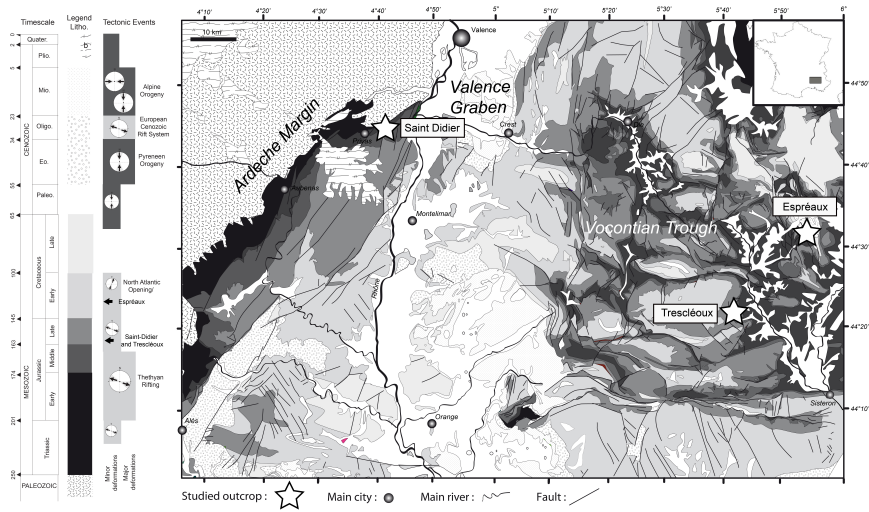 Timescale
Legend
Litho.
Tectonic Events
0
Quater.
b
2
Plio.
5
Mio.
23
Oligo.
34
Eo.
55
Paleo.
65
CENOZOIC
Late
100
Early
Cretaceous
145
Late
163
Middle
174
Early
Jurassic
201
Triassic
MESOZOIC
250
PALEOZOIC
Alpine
Orogeny
European
Cenozoic
Rift System
Pyreneen
Orogeny
North Atlantic
Opening/
Espréaux
Saint-Didier
and Trescléoux
Thethyan
Rifting
Minor
deformations
Major
deformations
4°10'
4°20'
4°30'
4°40'
4°50'
5°10'
5°20'
5°30'
5°40'
5°50'
6°
44°50'
44°40'
44°30'
44°20'
44°10'
10 km
Valence
Valence
Graben
Ardeche Margin
Saint Didier
Privas
Crest
Aubenas
Montelimar
Rhône
Vocontian Trough
Espréaux
Trescléoux
Sisteron
Orange
Alès
Studied outcrop :
Main city :
Main river :
Fault :